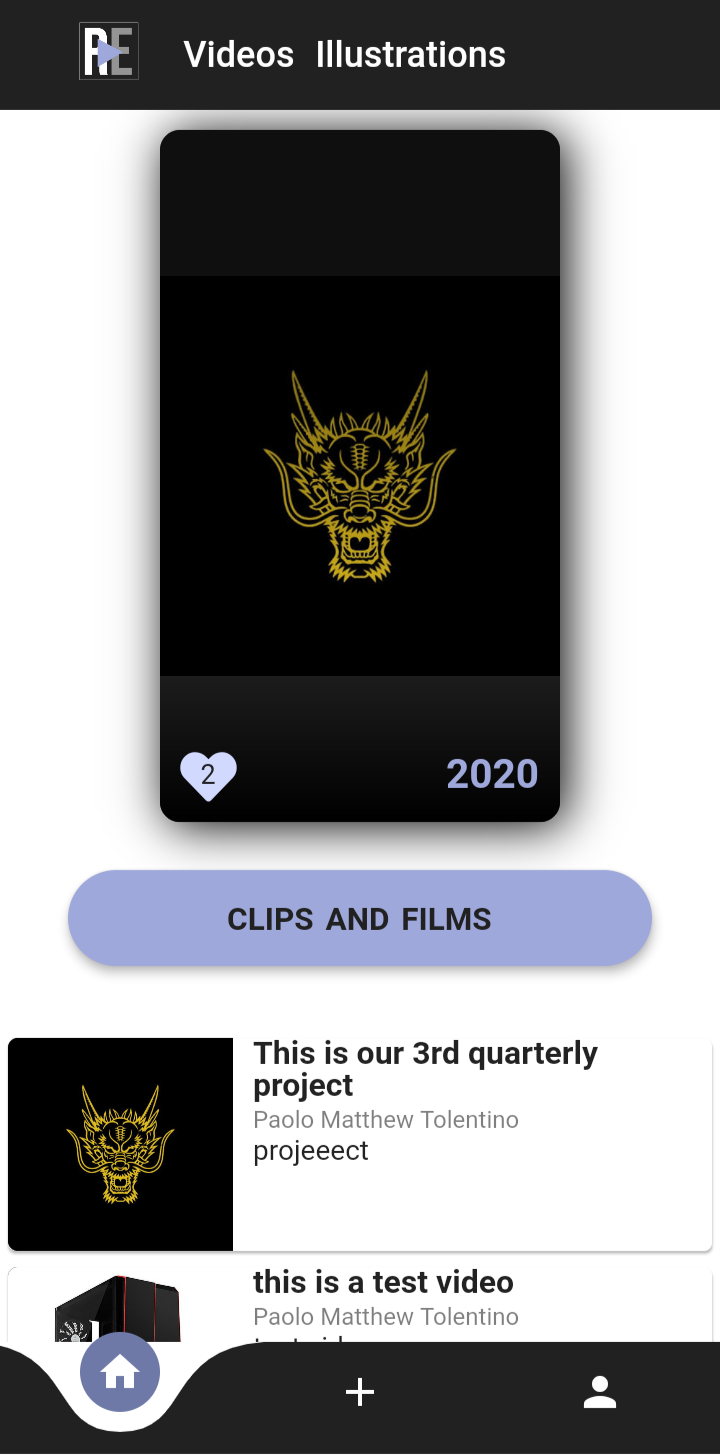 RE
Videos Illustrations
2
2020
CLIPS AND FILMS
This is our 3rd quarterly
project
Paolo Matthew Tolentino
projeeect
this is a test video
Paolo Matthew Tolentino